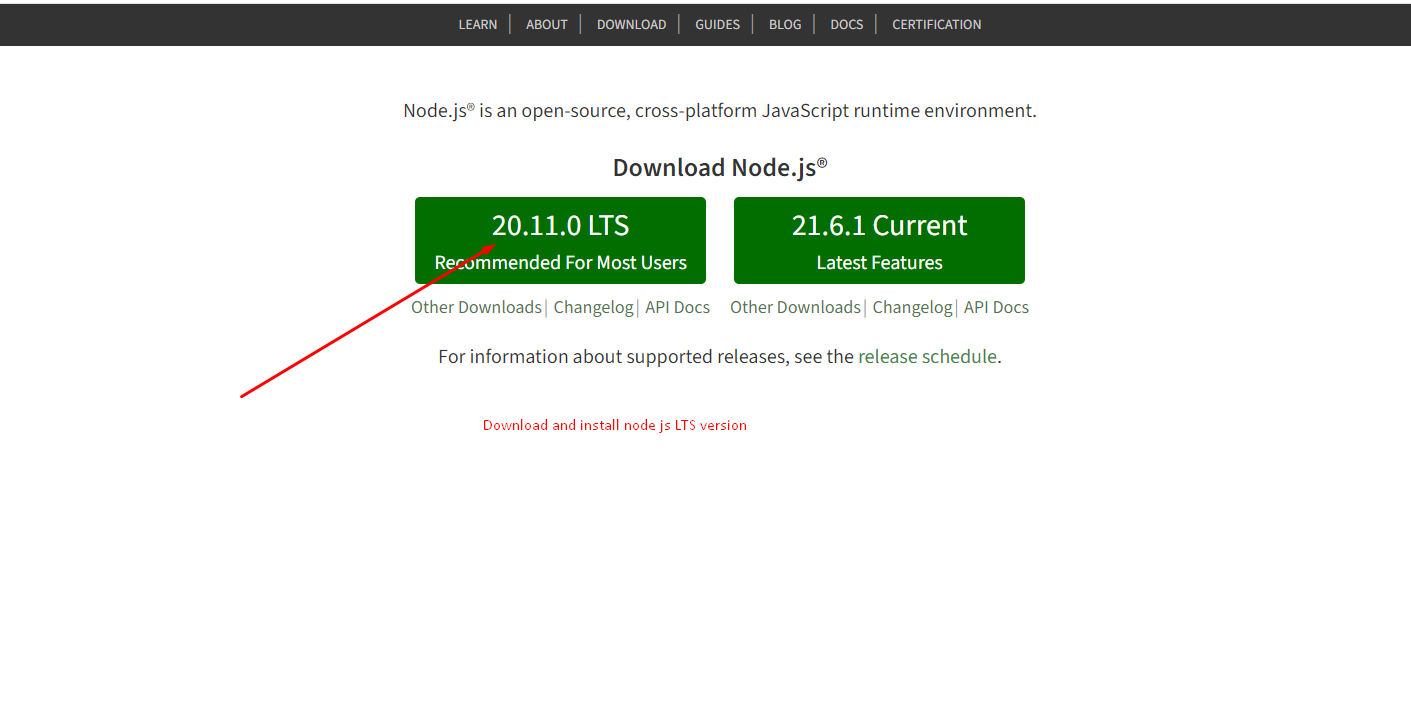 LEARN | ABOUT | DOWNLOAD | GUIDES | BLOG | DOCS | CERTIFICATION
Node.js® is an open-source, cross-platform JavaScript runtime environment.
Download Node.js®
20.11.0 LTS
Recommended For Most Users
21.6.1 Current
Latest Features
Other Downloads | Changelog | API Docs
Other Downloads | Changelog | API Docs
For information about supported releases, see the release schedule.
Download and install node js LTS version